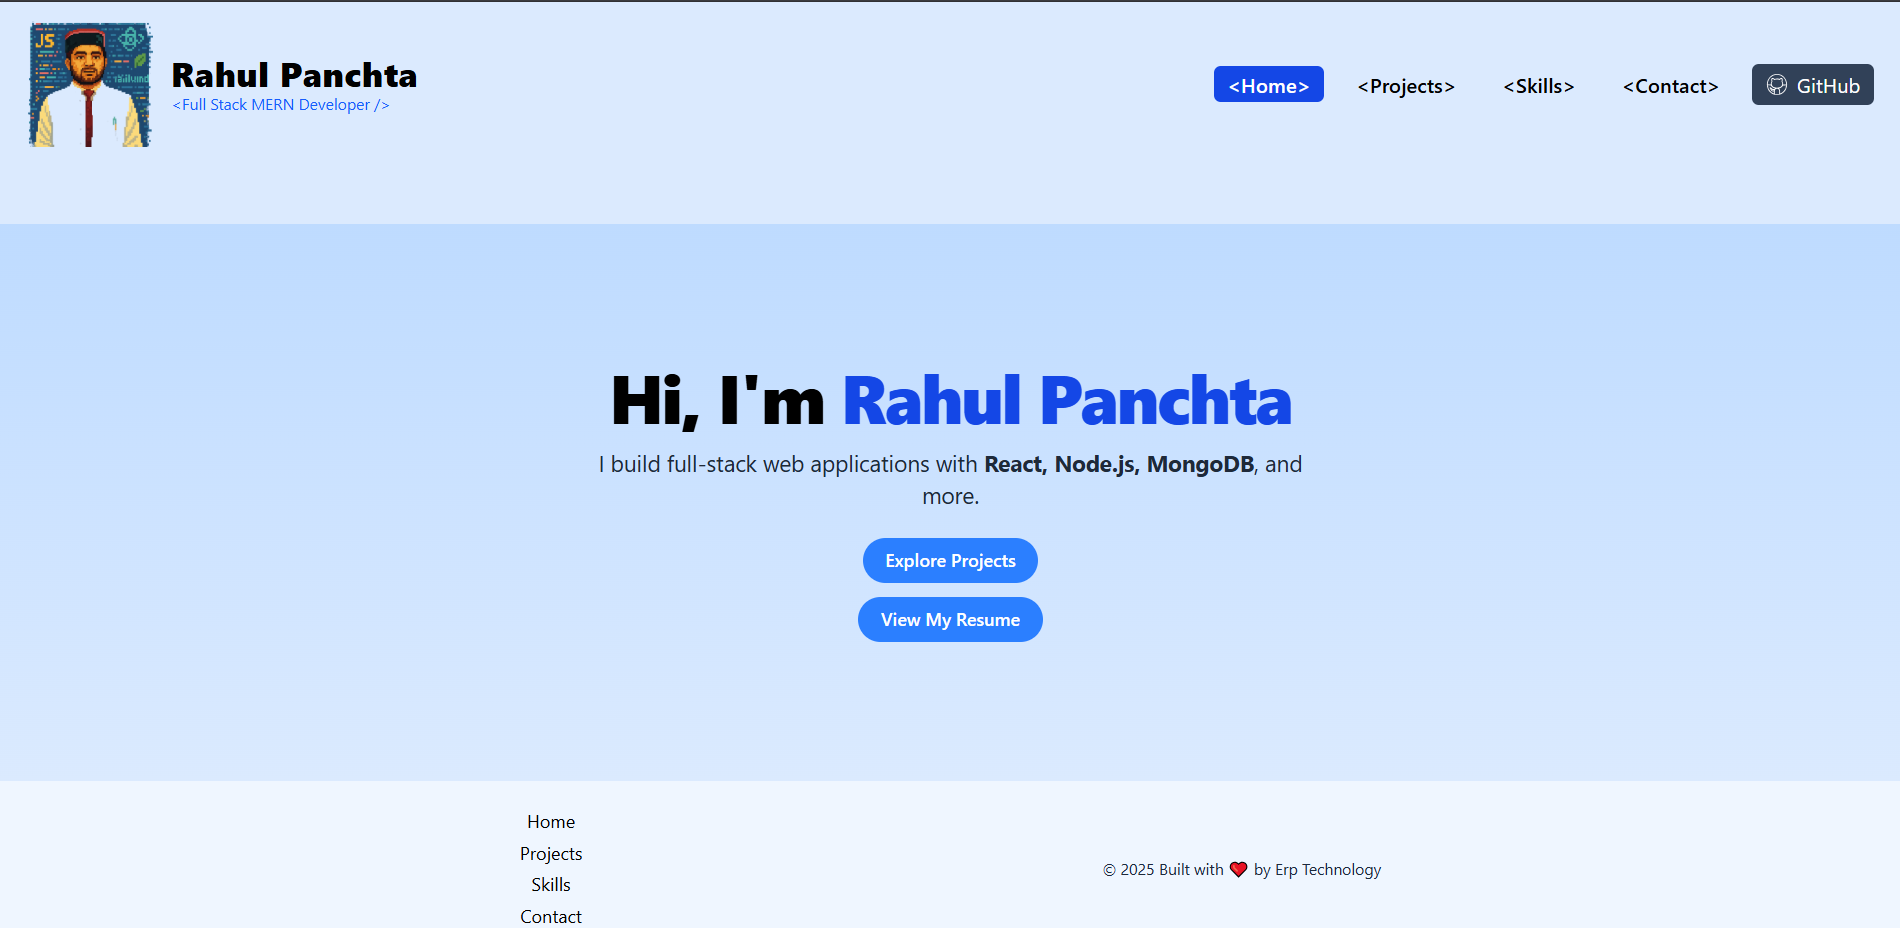 JS
Rahul Panchta
<Full Stack MERN Developer />
<Home>
<Projects>
<Skills>
<Contact>
GitHub
Hi, I'm Rahul Panchta
I build full-stack web applications with React, Node.js, MongoDB, and
more.
Explore Projects
View My Resume
Home
Projects
Skills
Contact
© 2025 Built with ❤️ by Erp Technology